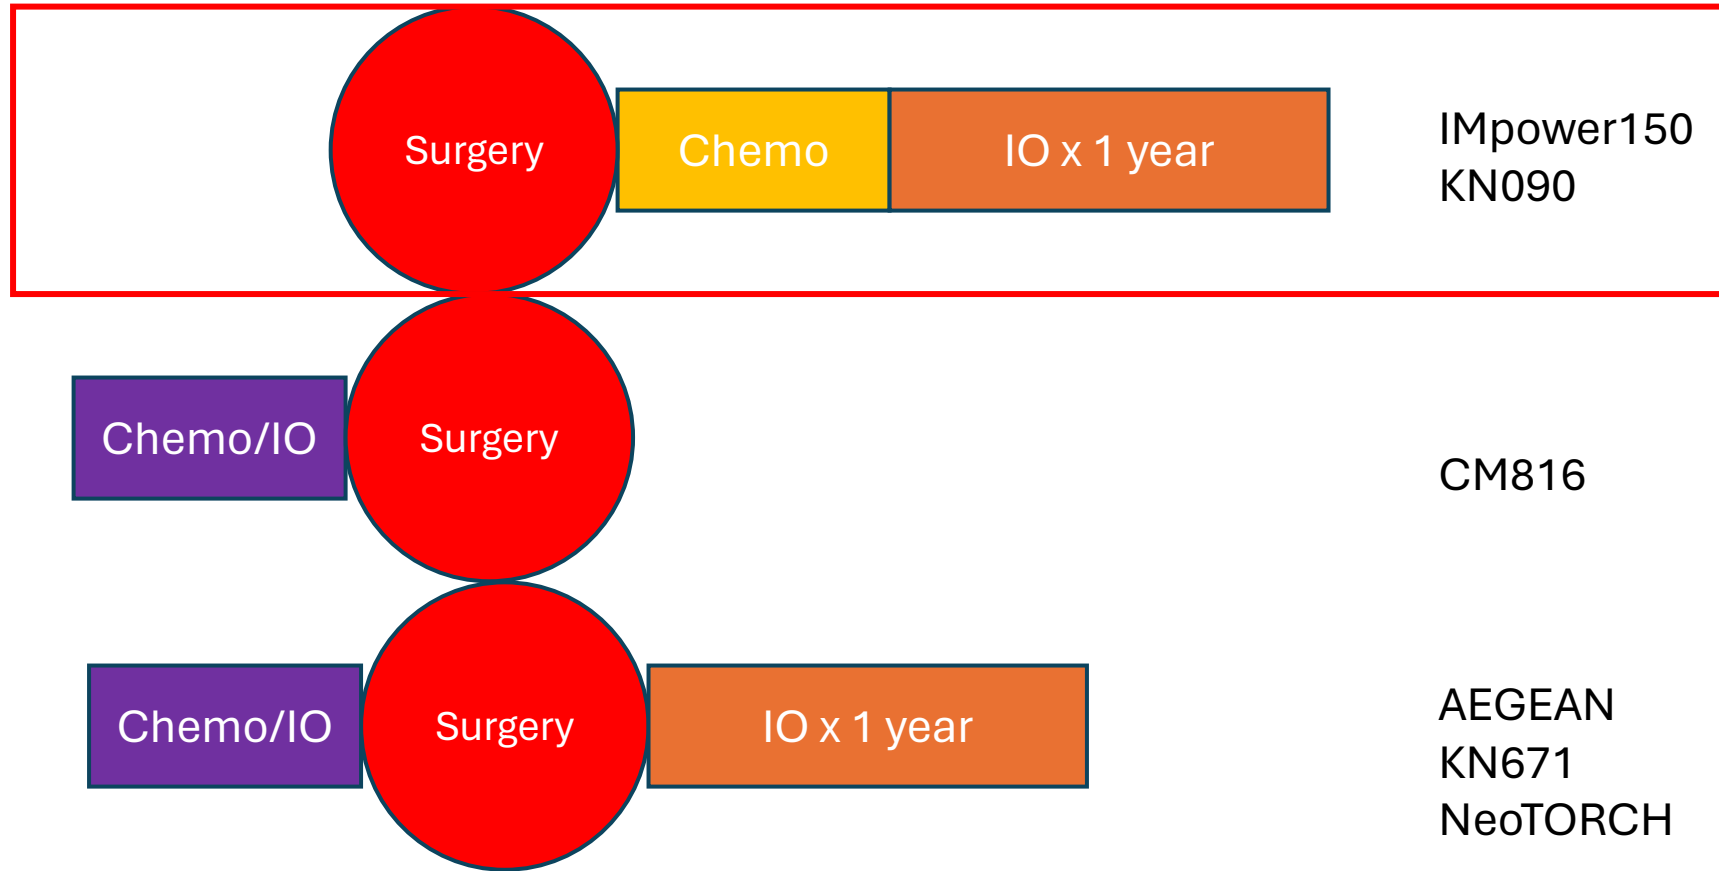 Surgery
Chemo
IO x 1 year
IMpower150
KN090
Chemo/IO
Surgery
CM816
Chemo/IO
Surgery
IO x 1 year
AEGEAN
KN671
NeoTORCH